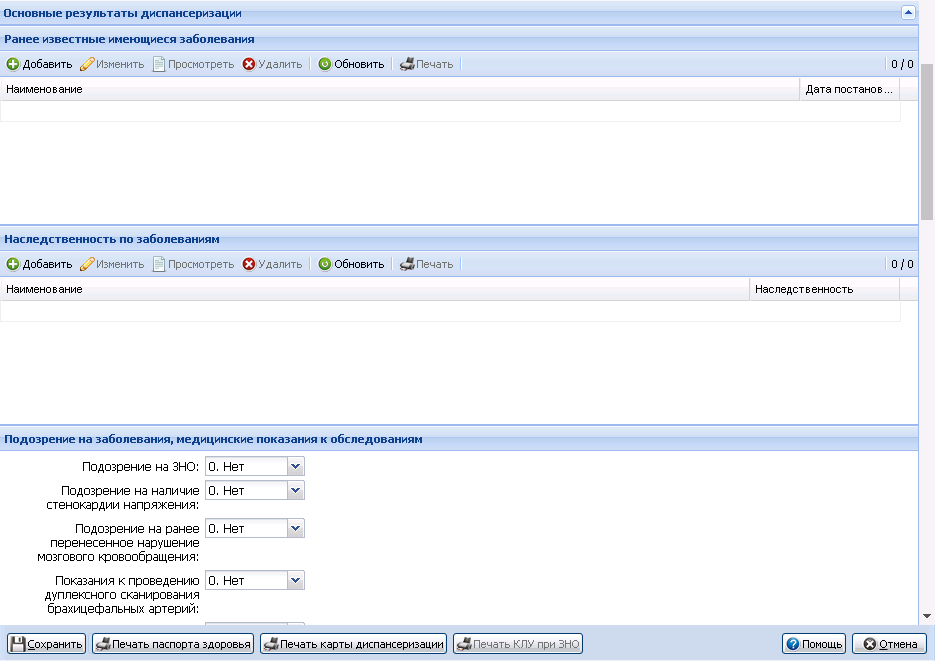 Основные результаты диспансеризации
Ранее известные имеющиеся заболевания
Добавить Изменить Просмотреть Удалить Обновить Печать 0 / 0
Наименование Дата постанов...
Наследственность по заболеваниям
Добавить Изменить Просмотреть Удалить Обновить Печать 0 / 0
Наименование Наследственность
Подозрение на заболевания, медицинские показания к обследованиям
Подозрение на ЗНО: 0. Нет
Подозрение на наличие 0. Нет
стенокардии напряжения:
Подозрение на ранее 0. Нет
перенесенное нарушение
мозгового кровообращения:
Показания к проведению 0. Нет
дуплексного сканирования
брахицефальных артерий:
Сохранить Печать паспорта здоровья Печать карты диспансеризации Печать КЛУ при ЗНО Помощь Отмена